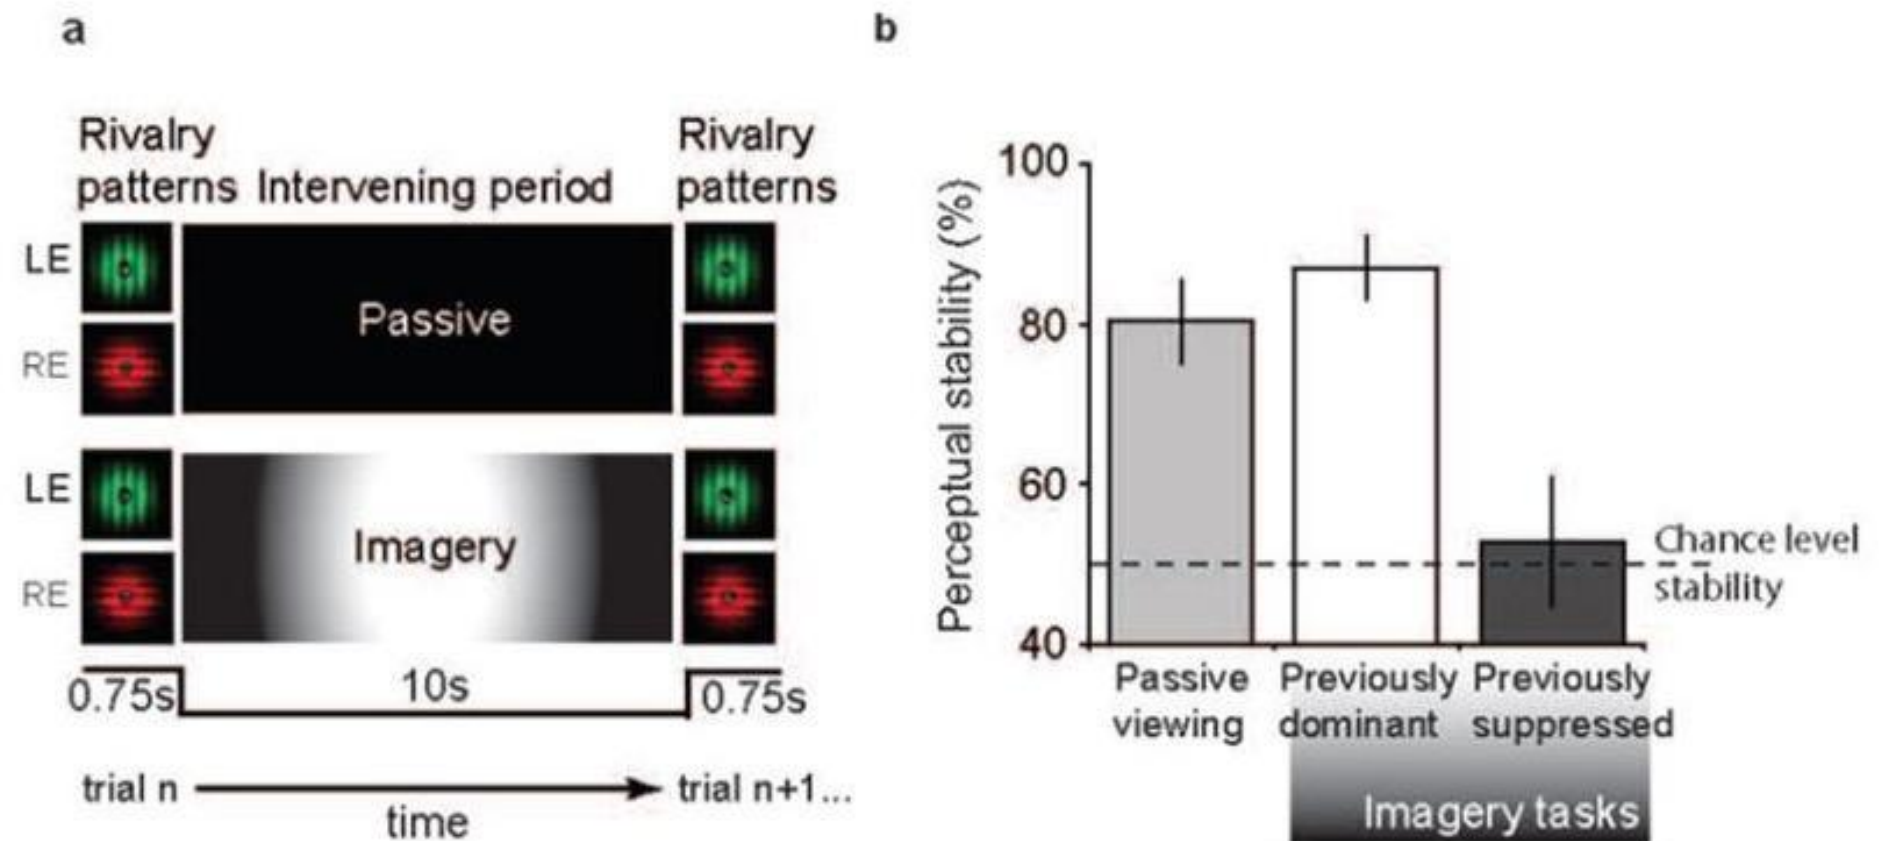 a
Rivalry
patterns
Intervening period
Rivalry
patterns
LE
Passive
RE
LE
Imagery
RE
0.75s
10s
0.75s
trial n
time
trial n+1...
b
Perceptual stability (%)
100
80
60
40
Chance level
stability
Passive
viewing
Previously
dominant
Previously
suppressed
Imagery tasks